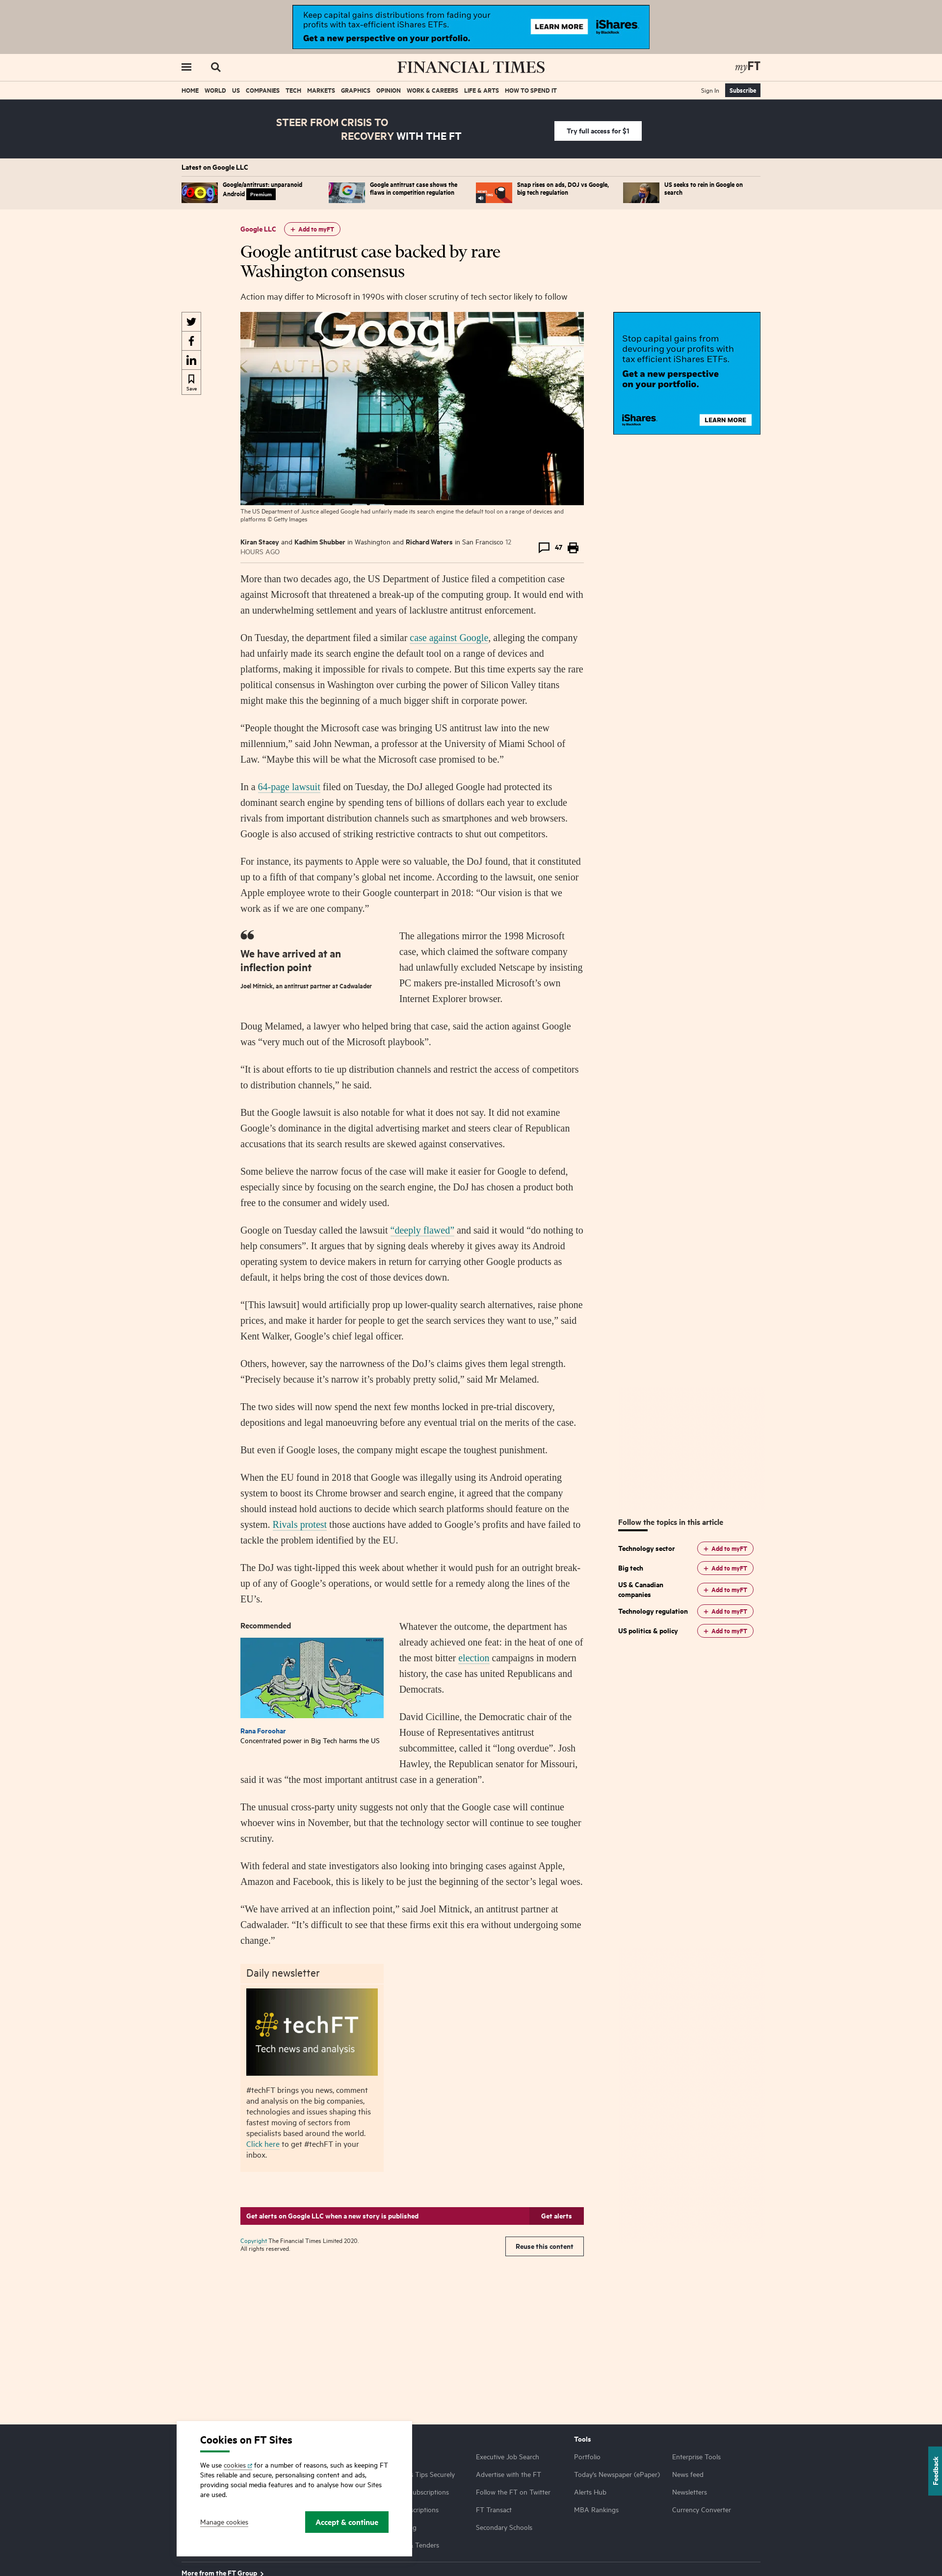 Keep capital gains distributions from fading your
profits with tax-efficient iShares ETFs.
Get a new perspective on your portfolio.
LEARN MORE
iShares
by BlackRock
FINANCIAL TIMES
myFT
HOME WORLD US COMPANIES TECH MARKETS GRAPHICS OPINION WORK & CAREERS LIFE & ARTS HOW TO SPEND IT
Sign In Subscribe
STEER FROM CRISIS TO
RECOVERY WITH THE FT
Try full access for $1
Latest on Google LLC
Google/antitrust: unparanoid
Android Premium
Google antitrust case shows the
flaws in competition regulation
Snap rises on ads, DOJ vs Google,
big tech regulation
US seeks to rein in Google on
search
Google LLC + Add to myFT
Google antitrust case backed by rare
Washington consensus
Action may differ to Microsoft in 1990s with closer scrutiny of tech sector likely to follow
Save
Google
AUTHOR
The US Department of Justice alleged Google had unfairly made its search engine the default tool on a range of devices and
platforms © Getty Images
Stop capital gains from
devouring your profits with
tax efficient iShares ETFs.
Get a new perspective
on your portfolio.
iShares
by BlackRock
LEARN MORE
Kiran Stacey and Kadhim Shubber in Washington and Richard Waters in San Francisco 12
HOURS AGO
47
More than two decades ago, the US Department of Justice filed a competition case
against Microsoft that threatened a break-up of the computing group. It would end with
an underwhelming settlement and years of lacklustre antitrust enforcement.
On Tuesday, the department filed a similar case against Google, alleging the company
had unfairly made its search engine the default tool on a range of devices and
platforms, making it impossible for rivals to compete. But this time experts say the rare
political consensus in Washington over curbing the power of Silicon Valley titans
might make this the beginning of a much bigger shift in corporate power.
“People thought the Microsoft case was bringing US antitrust law into the new
millennium,” said John Newman, a professor at the University of Miami School of
Law. “Maybe this will be what the Microsoft case promised to be.”
In a 64-page lawsuit filed on Tuesday, the DoJ alleged Google had protected its
dominant search engine by spending tens of billions of dollars each year to exclude
rivals from important distribution channels such as smartphones and web browsers.
Google is also accused of striking restrictive contracts to shut out competitors.
For instance, its payments to Apple were so valuable, the DoJ found, that it constituted
up to a fifth of that company’s global net income. According to the lawsuit, one senior
Apple employee wrote to their Google counterpart in 2018: “Our vision is that we
work as if we are one company.”
We have arrived at an
inflection point
Joel Mitnick, an antitrust partner at Cadwalader
The allegations mirror the 1998 Microsoft
case, which claimed the software company
had unlawfully excluded Netscape by insisting
PC makers pre-installed Microsoft’s own
Internet Explorer browser.
Doug Melamed, a lawyer who helped bring that case, said the action against Google
was “very much out of the Microsoft playbook”.
“It is about efforts to tie up distribution channels and restrict the access of competitors
to distribution channels,” he said.
But the Google lawsuit is also notable for what it does not say. It did not examine
Google’s dominance in the digital advertising market and steers clear of Republican
accusations that its search results are skewed against conservatives.
Some believe the narrow focus of the case will make it easier for Google to defend,
especially since by focusing on the search engine, the DoJ has chosen a product both
free to the consumer and widely used.
Google on Tuesday called the lawsuit “deeply flawed” and said it would “do nothing to
help consumers”. It argues that by signing deals whereby it gives away its Android
operating system to device makers in return for carrying other Google products as
default, it helps bring the cost of those devices down.
“[This lawsuit] would artificially prop up lower-quality search alternatives, raise phone
prices, and make it harder for people to get the search services they want to use,” said
Kent Walker, Google’s chief legal officer.
Others, however, say the narrowness of the DoJ’s claims gives them legal strength.
“Precisely because it’s narrow it’s probably pretty solid,” said Mr Melamed.
The two sides will now spend the next few months locked in pre-trial discovery,
depositions and legal manoeuvring before any eventual trial on the merits of the case.
But even if Google loses, the company might escape the toughest punishment.
When the EU found in 2018 that Google was illegally using its Android operating
system to boost its Chrome browser and search engine, it agreed that the company
should instead hold auctions to decide which search platforms should feature on the
system. Rivals protest those auctions have added to Google’s profits and have failed to
tackle the problem identified by the EU.
The DoJ was tight-lipped this week about whether it would push for an outright break-
up of any of Google’s operations, or would settle for a remedy along the lines of the
EU’s.
Follow the topics in this article
Technology sector + Add to myFT
Big tech + Add to myFT
US & Canadian
companies + Add to myFT
Technology regulation + Add to myFT
US politics & policy + Add to myFT
Recommended
Rana Foroohar
Concentrated power in Big Tech harms the US
Whatever the outcome, the department has
already achieved one feat: in the heat of one of
the most bitter election campaigns in modern
history, the case has united Republicans and
Democrats.
David Cicilline, the Democratic chair of the
House of Representatives antitrust
subcommittee, called it “long overdue”. Josh
Hawley, the Republican senator for Missouri,
said it was “the most important antitrust case in a generation”.
The unusual cross-party unity suggests not only that the Google case will continue
whoever wins in November, but that the technology sector will continue to see tougher
scrutiny.
With federal and state investigators also looking into bringing cases against Apple,
Amazon and Facebook, this is likely to be just the beginning of the sector’s legal woes.
“We have arrived at an inflection point,” said Joel Mitnick, an antitrust partner at
Cadwalader. “It’s difficult to see that these firms exit this era without undergoing some
change.”
Daily newsletter
techFT
Tech news and analysis
#techFT brings you news, comment
and analysis on the big companies,
technologies and issues shaping this
fastest moving of sectors from
specialists based around the world.
Click here to get #techFT in your
inbox.
Get alerts on Google LLC when a new story is published
Get alerts
Copyright The Financial Times Limited 2020.
All rights reserved.
Reuse this content
Cookies on FT Sites
We use cookies for a number of reasons, such as keeping FT
Sites reliable and secure, personalising content and ads,
providing social media features and to analyse how our Sites
are used.
Manage cookies
Accept & continue
Tips Securely
ubscriptions
scriptions
g
Tenders
Executive Job Search
Advertise with the FT
Follow the FT on Twitter
FT Transact
Secondary Schools
Tools
Portfolio
Today's Newspaper (ePaper)
Alerts Hub
MBA Rankings
Enterprise Tools
News feed
Newsletters
Currency Converter
Feedback
More from the FT Group